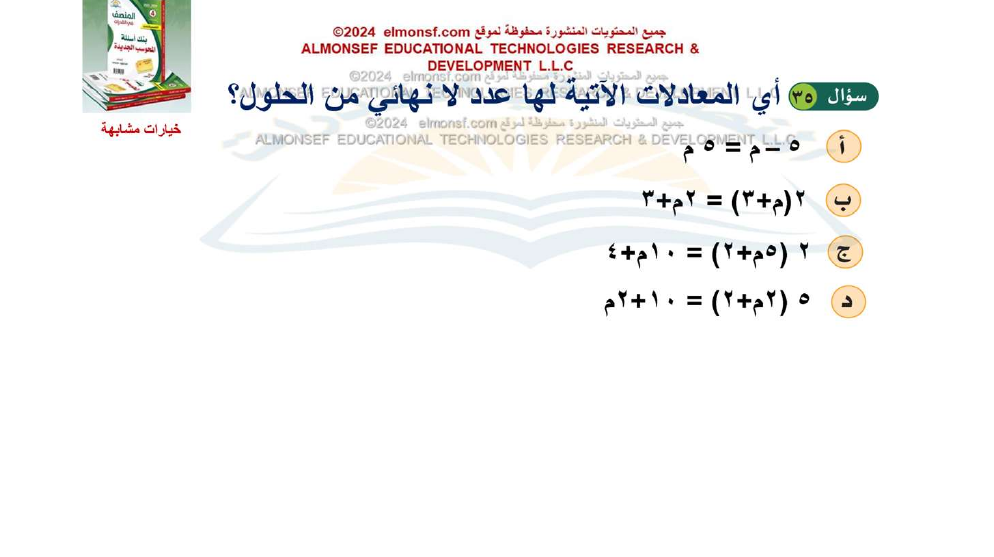 المنصف
في القدرات
4
بنك أسئلة
المحوسب الجديدة
خيارات مشابهة
جميع المحتويات المنشورة محفوظة لموقع elmonsf.com ©2024
ALMONSEF EDUCATIONAL TECHNOLOGIES RESEARCH &
DEVELOPMENT L.L.C
جميع المحتويات المنشورة محفوظة لموقع elmonsf.com ©2024
ALMONSEF EDUCATIONAL TECHNOLOGIES RESEARCH & DEVELOPMENT L.L.C
سؤال ٣٥ أي المعادلات الآتية لها عدد لا نهائي من الحلول؟
جميع المحتويات المنشورة محفوظة لموقع elmonsf.com ©2024
ALMONSEF EDUCATIONAL TECHNOLOGIES RESEARCH & DEVELOPMENT L.L.C
أ ٥ – م = ٥ م
ب ٢(م+٣) = ٢م+٣
ج ٢ (٥م+٢) = ١٠م+٤
د ٥ (٢م+٢) = ١٠+٢م